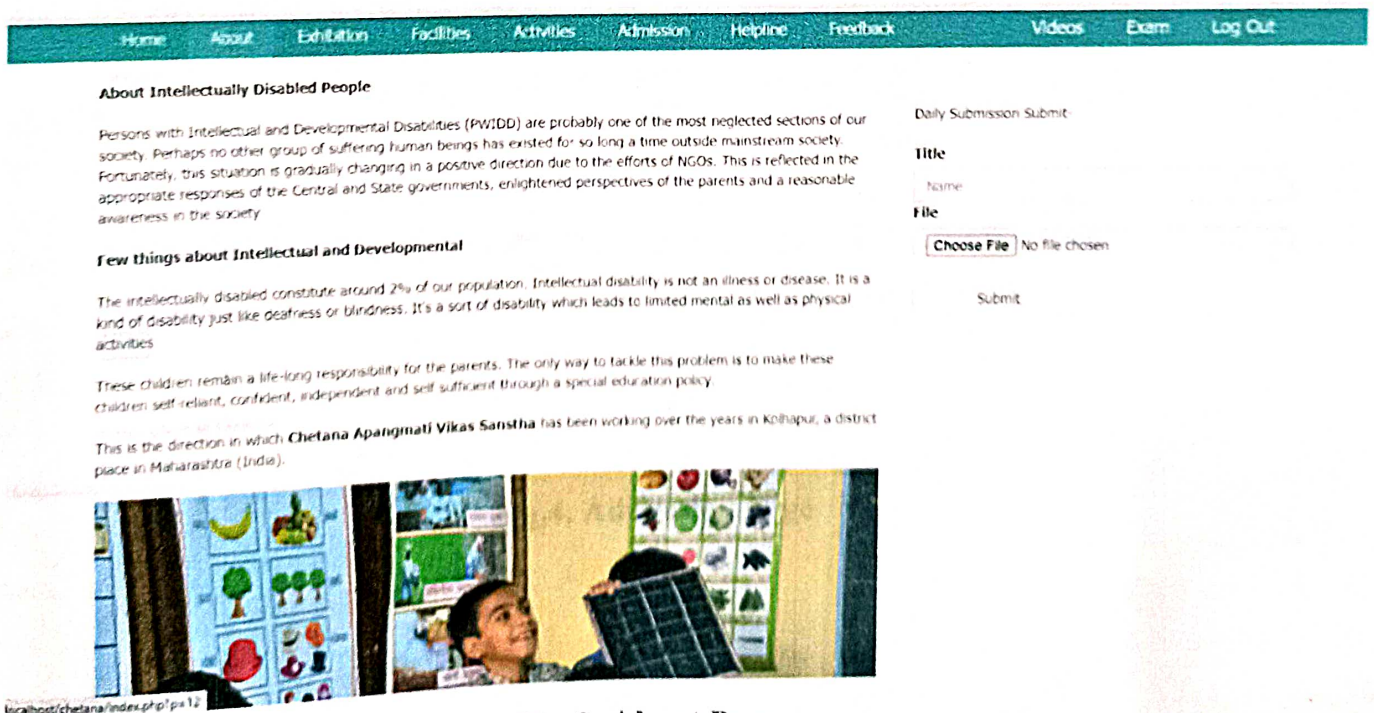 Home About Exhibition Facilities Activities Admission Helpline Feedback Videos Exam Log Out
About Intellectually Disabled People
Persons with Intellectual and Developmental Disabilities (PWIDD) are probably one of the most neglected sections of our
society. Perhaps no other group of suffering human beings has existed for so long a time outside mainstream society.
Fortunately, this situation is gradually changing in a positive direction due to the efforts of NGOs. This is reflected in the
appropriate responses of the Central and State governments, enlightened perspectives of the parents and a reasonable
awareness in the society
Few things about Intellectual and Developmental
The intellectually disabled constitute around 2% of our population. Intellectual disability is not an illness or disease. It is a
kind of disability just like deafness or blindness. It's a sort of disability which leads to limited mental as well as physical
activities
These children remain a life-long responsibility for the parents. The only way to tackle this problem is to make these
children self-reliant, confident, independent and self sufficient through a special education policy.
This is the direction in which Chetana Apangmati Vikas Sanstha has been working over the years in Kolhapur, a district
place in Maharashtra (India).
Daily Submission Submit
Title
Name
File
Choose File No file chosen
Submit
localhost/chetana/index.php?p=12